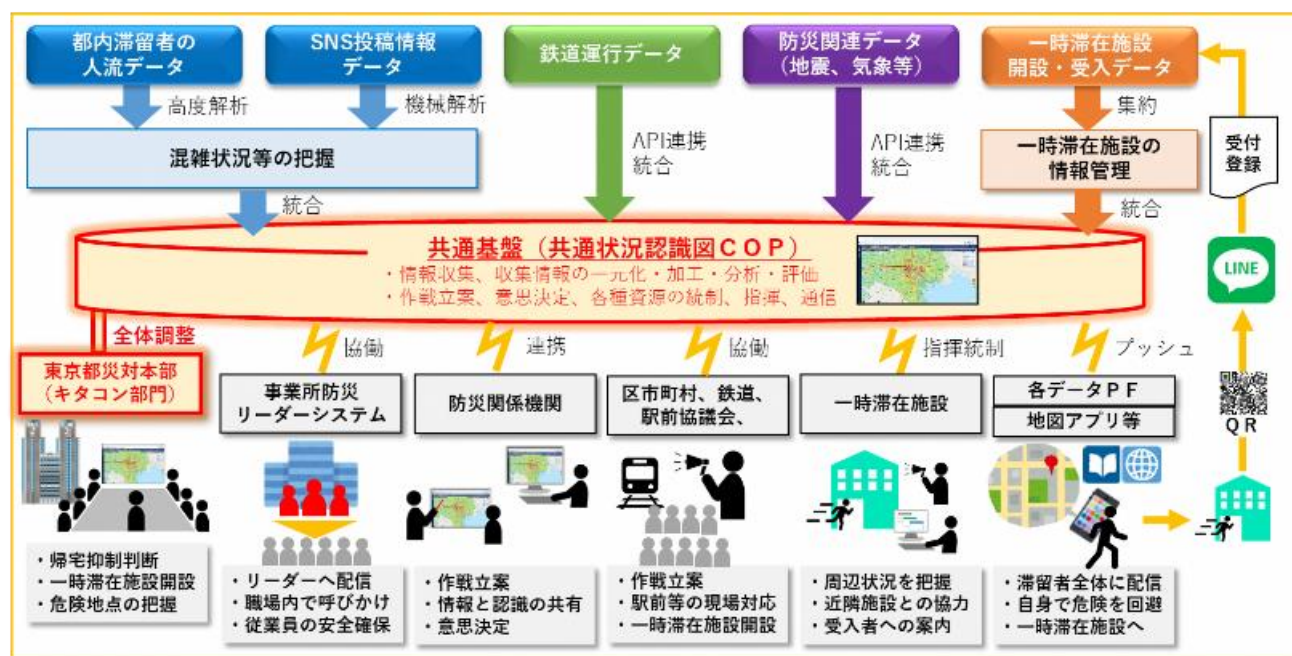 都内滞留者の
人流データ
SNS投稿情報
データ
鉄道運行データ
防災関連データ
(地震、気象等)
一時滞在施設
開設・受入データ
高度解析
機械解析
API連携
統合
API連携
統合
集約
受付
登録
混雑状況等の把握
一時滞在施設の
情報管理
統合
統合
共通基盤（共通状況認識図ＣＯＰ）
・情報収集、収集情報の一元化・加工・分析・評価
・作戦立案、意思決定、各種資源の統制、指揮、通信
LINE
全体調整
協働
連携
協働
指揮統制
プッシュ
東京都災対本部
（キタコン部門）
事業所防災
リーダーシステム
防災関係機関
区市町村、鉄道、
駅前協議会、
一時滞在施設
各データＰＦ
地図アプリ等
ＱＲ
・帰宅抑制判断
・一時滞在施設開設
・危険地点の把握
・リーダーへ配信
・職場内で呼びかけ
・従業員の安全確保
・作戦立案
・情報と認識の共有
・意思決定
・作戦立案
・駅前等の現場対応
・一時滞在施設開設
・周辺状況を把握
・近隣施設との協力
・受入者への案内
・滞留者全体に配信
・自身で危険を回避
・一時滞在施設へ